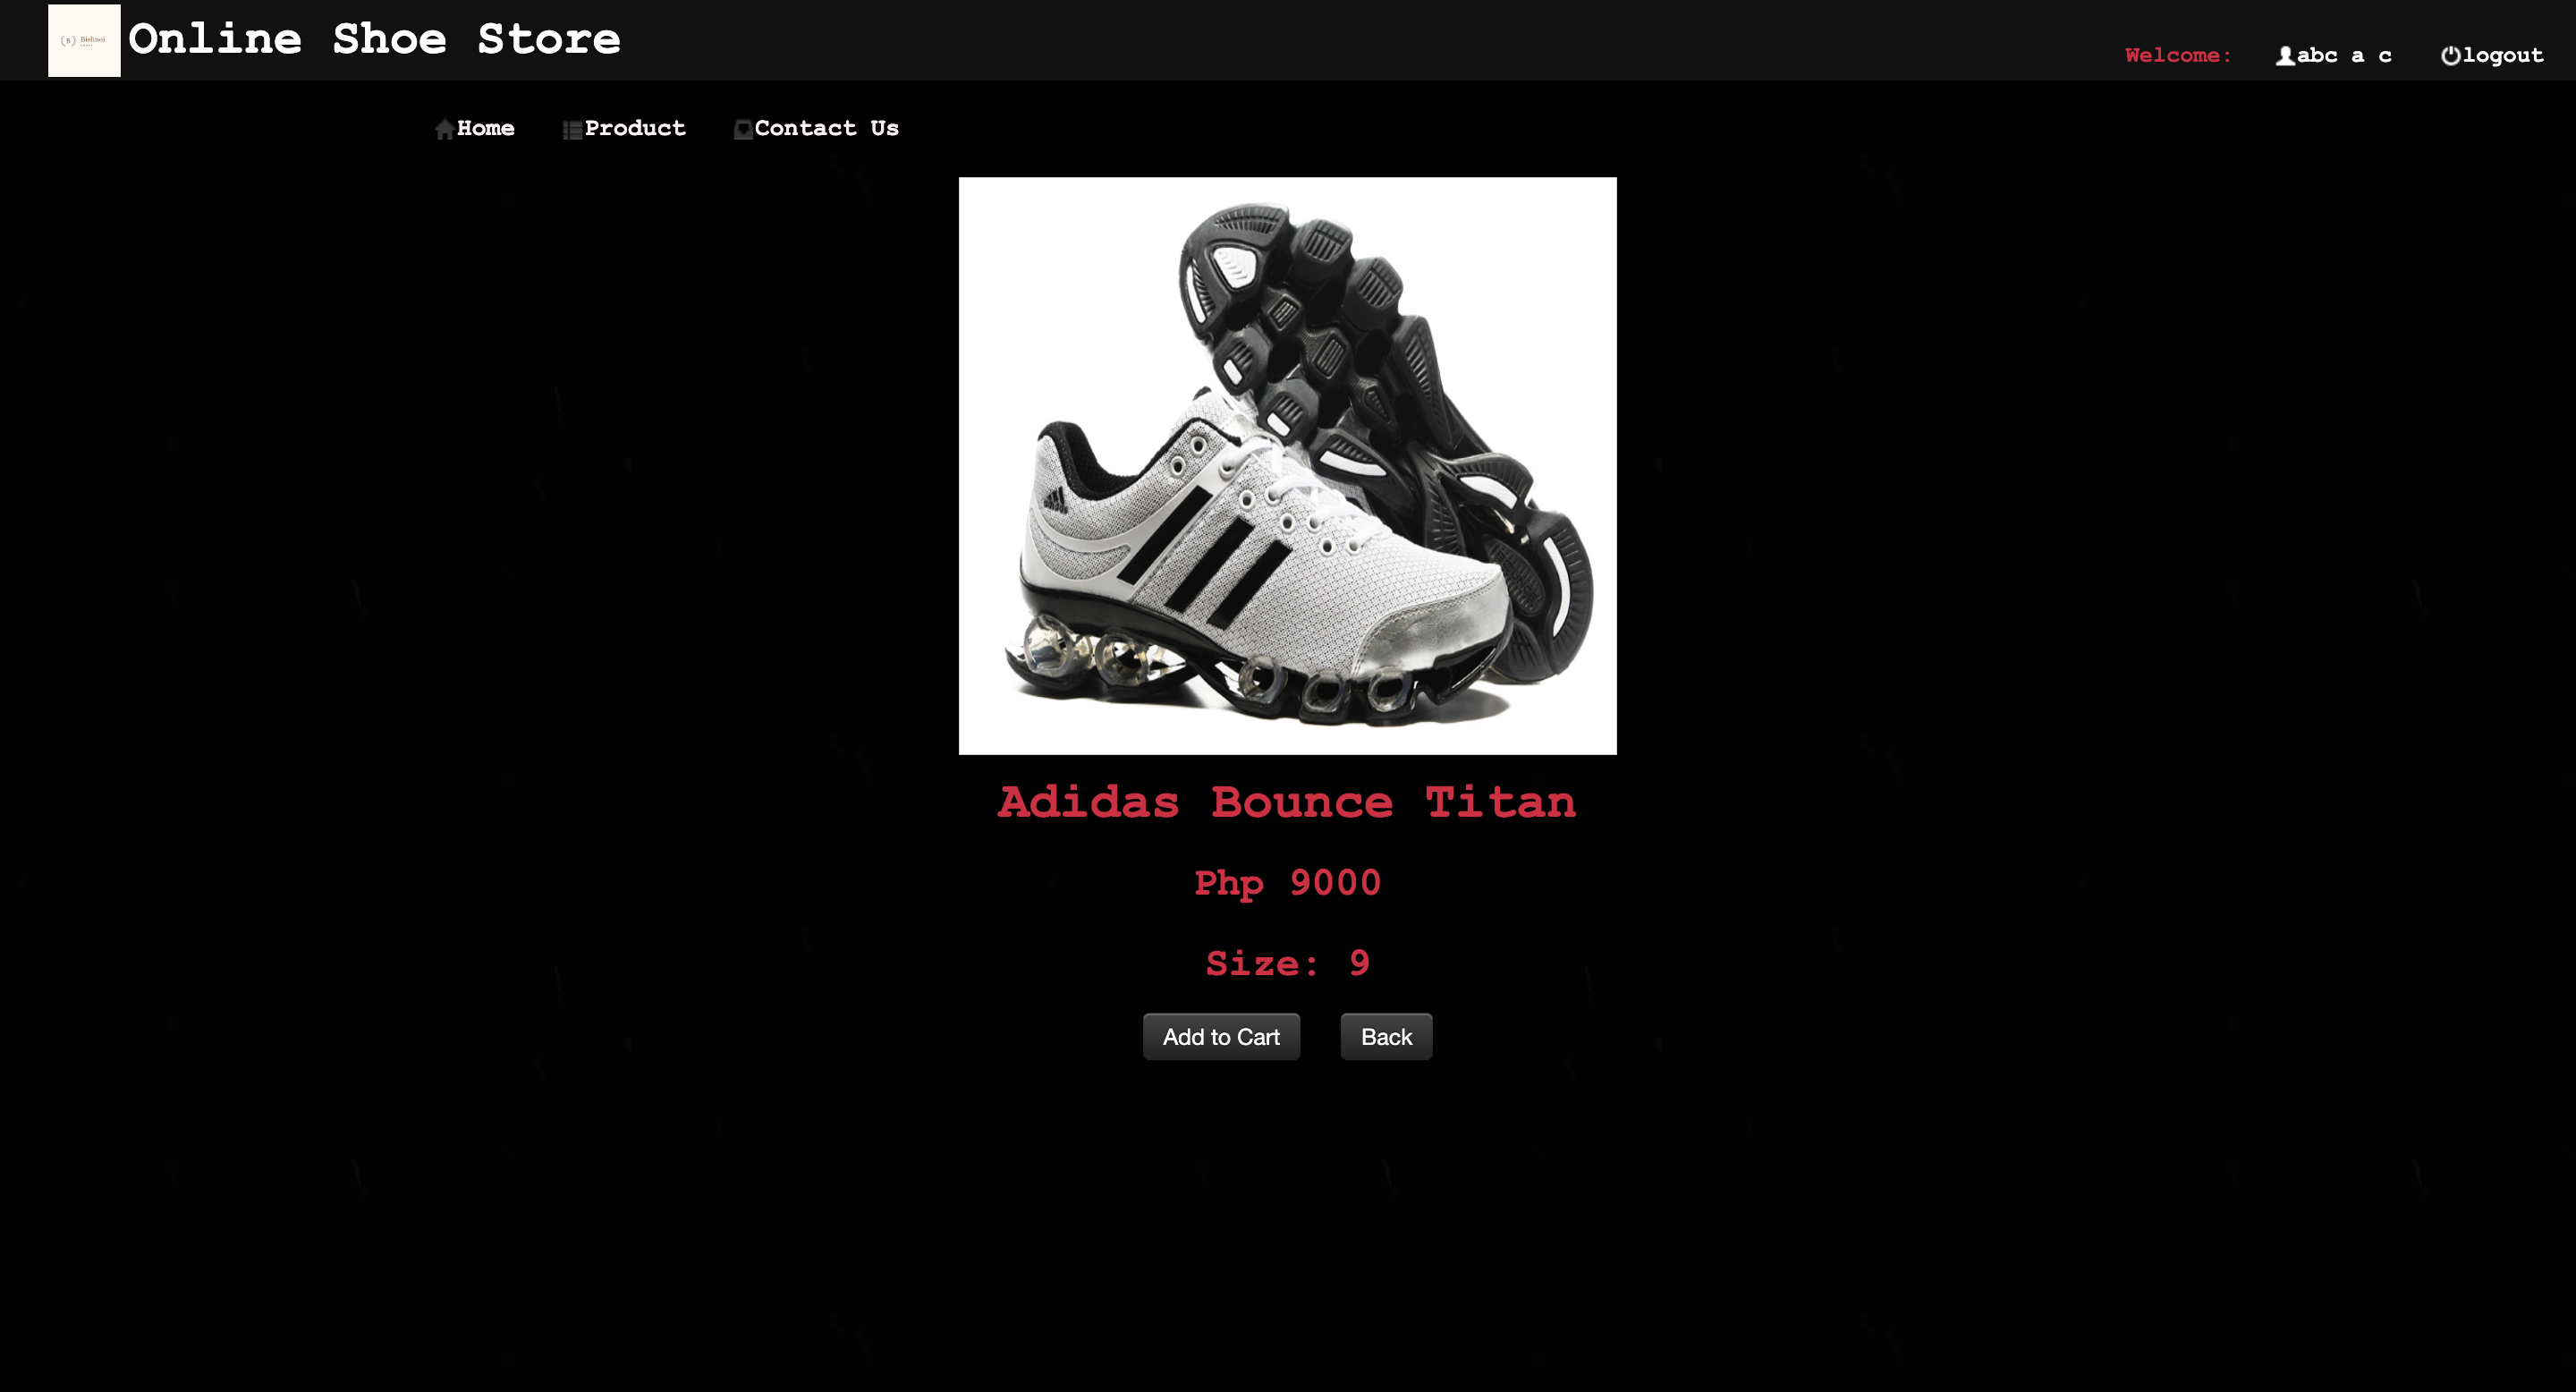 Bishnoi
Online Shoe Store
Welcome: abc a c logout
Home Product Contact Us
Adidas Bounce Titan
Php 9000
Size: 9
Add to Cart Back